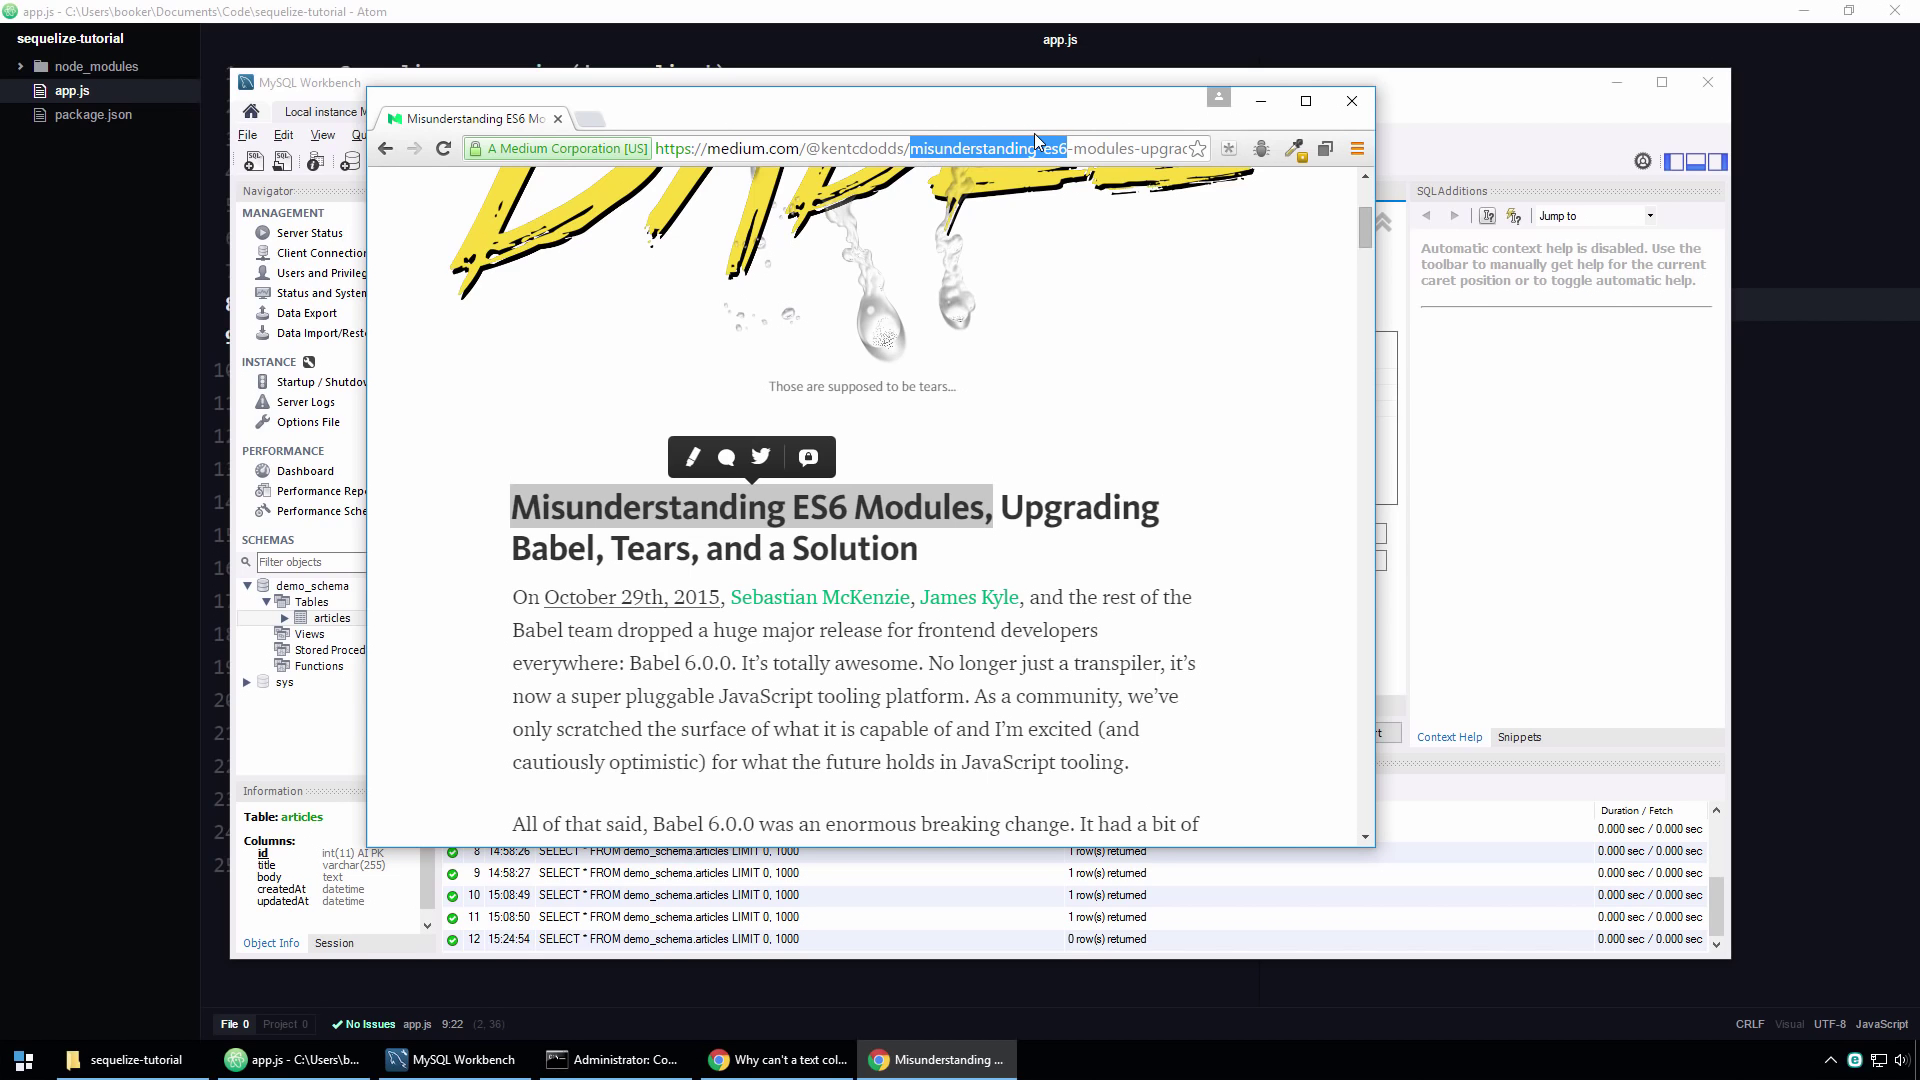 app.js - C:\Users\booker\Documents\Code\sequelize-tutorial - Atom
sequelize-tutorial
node_modules
app.js
package.json
app.js
MySQL Workbench
Local instance M
File Edit View Qu
Navigator
MANAGEMENT
Server Status
Client Connection
Users and Privileg
Status and System
Data Export
Data Import/Resto
INSTANCE
Startup / Shutdow
Server Logs
Options File
PERFORMANCE
Dashboard
Performance Repo
Performance Sche
SCHEMAS
Filter objects
demo_schema
Tables
articles
Views
Stored Proced
Functions
sys
Information
Table: articles
Columns:
id int(11) AI PK
title varchar(255)
body text
createdAt datetime
updatedAt datetime
Object Info Session
Misunderstanding ES6 Mo
A Medium Corporation [US] https://medium.com/@kentcdodds/misunderstanding-es6-modules-upgrac
Those are supposed to be tears...
Misunderstanding ES6 Modules, Upgrading
Babel, Tears, and a Solution
On October 29th, 2015, Sebastian McKenzie, James Kyle, and the rest of the
Babel team dropped a huge major release for frontend developers
everywhere: Babel 6.0.0. It's totally awesome. No longer just a transpiler, it's
now a super pluggable JavaScript tooling platform. As a community, we've
only scratched the surface of what it is capable of and I'm excited (and
cautiously optimistic) for what the future holds in JavaScript tooling.
All of that said, Babel 6.0.0 was an enormous breaking change. It had a bit of
SQLAdditions
Jump to
Automatic context help is disabled. Use the
toolbar to manually get help for the current
caret position or to toggle automatic help.
Context Help Snippets
Duration / Fetch
0.000 sec / 0.000 sec
8 14:58:26 SELECT * FROM demo_schema.articles LIMIT 0, 1000 1 row(s) returned 0.000 sec / 0.000 sec
9 14:58:27 SELECT * FROM demo_schema.articles LIMIT 0, 1000 1 row(s) returned 0.000 sec / 0.000 sec
10 15:08:49 SELECT * FROM demo_schema.articles LIMIT 0, 1000 1 row(s) returned 0.000 sec / 0.000 sec
11 15:08:50 SELECT * FROM demo_schema.articles LIMIT 0, 1000 1 row(s) returned 0.000 sec / 0.000 sec
12 15:24:54 SELECT * FROM demo_schema.articles LIMIT 0, 1000 0 row(s) returned 0.000 sec / 0.000 sec
File 0 Project 0 No Issues app.js 9:22 (2, 36) CRLF Visual UTF-8 JavaScript
sequelize-tutorial app.js - C:\Users\b... MySQL Workbench Administrator: Co... Why can't a text col... Misunderstanding ...